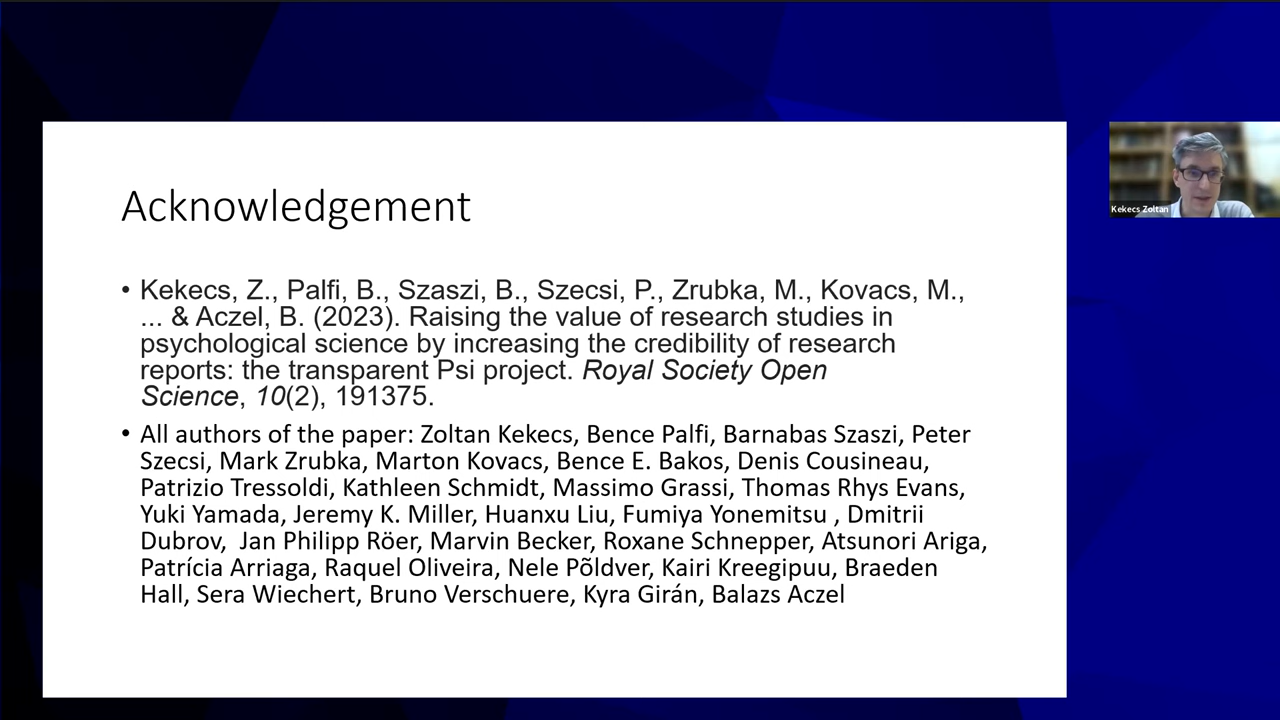 Acknowledgement
• Kekecs, Z., Palfi, B., Szaszi, B., Szecsi, P., Zrubka, M., Kovacs, M.,
... & Aczel, B. (2023). Raising the value of research studies in
psychological science by increasing the credibility of research
reports: the transparent Psi project. Royal Society Open
Science, 10(2), 191375.
• All authors of the paper: Zoltan Kekecs, Bence Palfi, Barnabas Szaszi, Peter
Szecsi, Mark Zrubka, Marton Kovacs, Bence E. Bakos, Denis Cousineau,
Patrizio Tressoldi, Kathleen Schmidt, Massimo Grassi, Thomas Rhys Evans,
Yuki Yamada, Jeremy K. Miller, Huanxu Liu, Fumiya Yonemitsu , Dmitrii
Dubrov,  Jan Philipp Röer, Marvin Becker, Roxane Schnepper, Atsunori Ariga,
Patrícia Arriaga, Raquel Oliveira, Nele Põldver, Kairi Kreegipuu, Braeden
Hall, Sera Wiechert, Bruno Verschuere, Kyra Girán, Balazs Aczel
Kekecs Zoltan